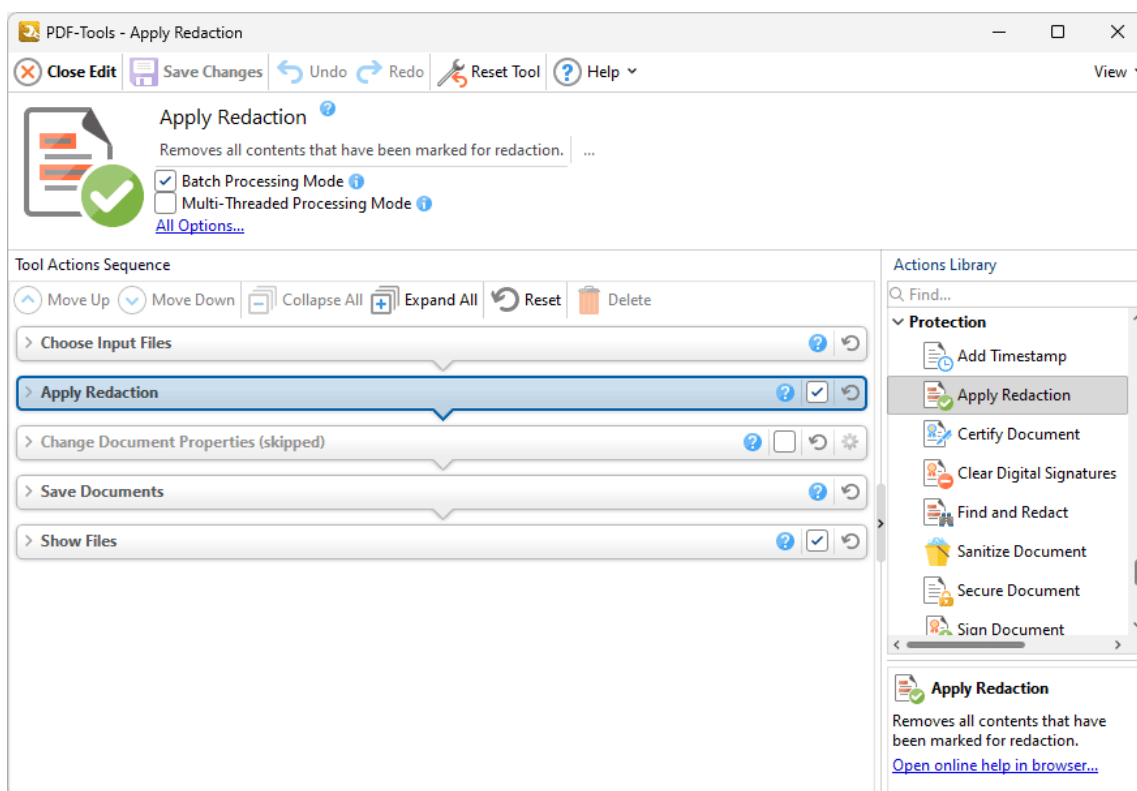 PDF-Tools - Apply Redaction
Close Edit Save Changes Undo Redo Reset Tool ? Help View
Apply Redaction ?
Removes all contents that have been marked for redaction. ...
Batch Processing Mode i
Multi-Threaded Processing Mode i
All Options...
Tool Actions Sequence
Move Up Move Down Collapse All Expand All Reset Delete
Choose Input Files ?
Apply Redaction ?
Change Document Properties (skipped) ?
Save Documents ?
Show Files ?
Actions Library
Find...
Protection
Add Timestamp
Apply Redaction
Certify Document
Clear Digital Signatures
Find and Redact
Sanitize Document
Secure Document
Sign Document
Apply Redaction
Removes all contents that have
been marked for redaction.
Open online help in browser...